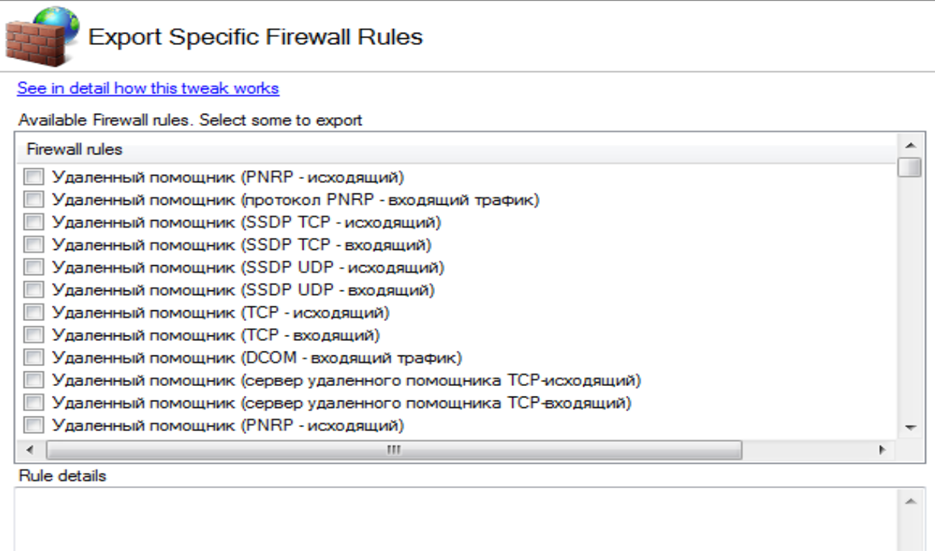 Export Specific Firewall Rules
See in detail how this tweak works
Available Firewall rules. Select some to export
Firewall rules
Удаленный помощник (PNRP - исходящий)
Удаленный помощник (протокол PNRP - входящий трафик)
Удаленный помощник (SSDP TCP - исходящий)
Удаленный помощник (SSDP TCP - входящий)
Удаленный помощник (SSDP UDP - исходящий)
Удаленный помощник (SSDP UDP - входящий)
Удаленный помощник (TCP - исходящий)
Удаленный помощник (TCP - входящий)
Удаленный помощник (DCOM - входящий трафик)
Удаленный помощник (сервер удаленного помощника TCP-исходящий)
Удаленный помощник (сервер удаленного помощника TCP-входящий)
Удаленный помощник (PNRP - исходящий)
Rule details